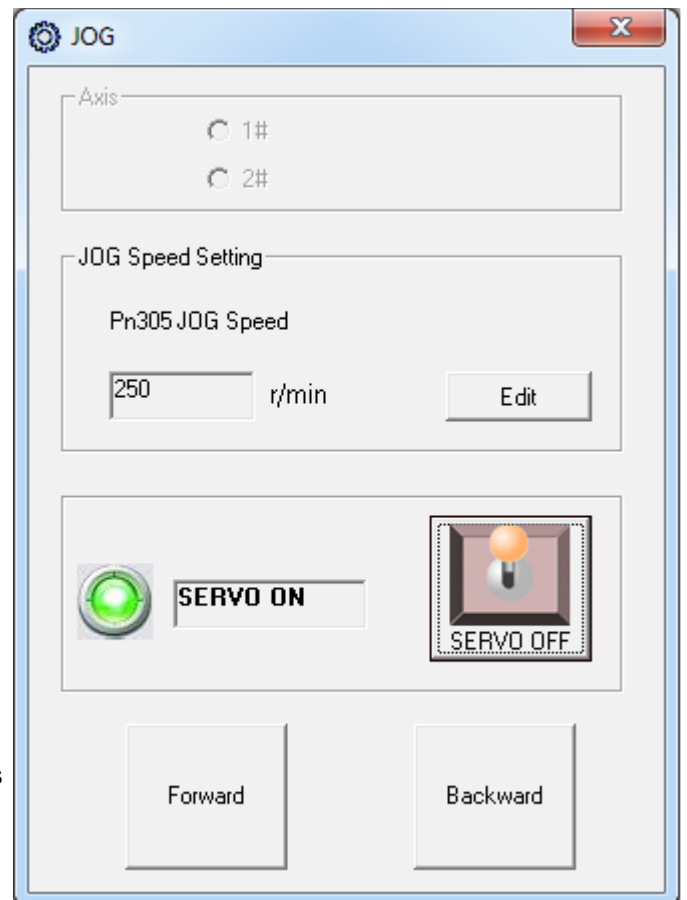 JOG
Axis
1#
2#
JOG Speed Setting
Pn305 JOG Speed
250 r/min Edit
SERVO ON
SERVO OFF
s
Forward Backward